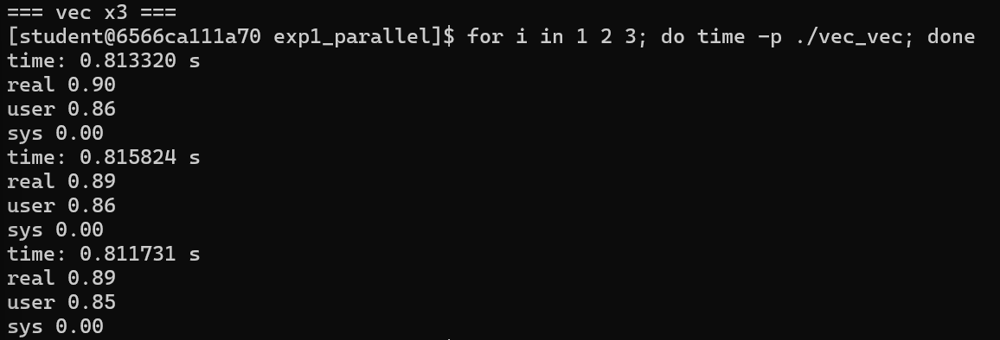 === vec x3 ===
[student@6566ca111a70 exp1_parallel]$ for i in 1 2 3; do time -p ./vec_vec; done
time: 0.813320 s
real 0.90
user 0.86
sys 0.00
time: 0.815824 s
real 0.89
user 0.86
sys 0.00
time: 0.811731 s
real 0.89
user 0.85
sys 0.00